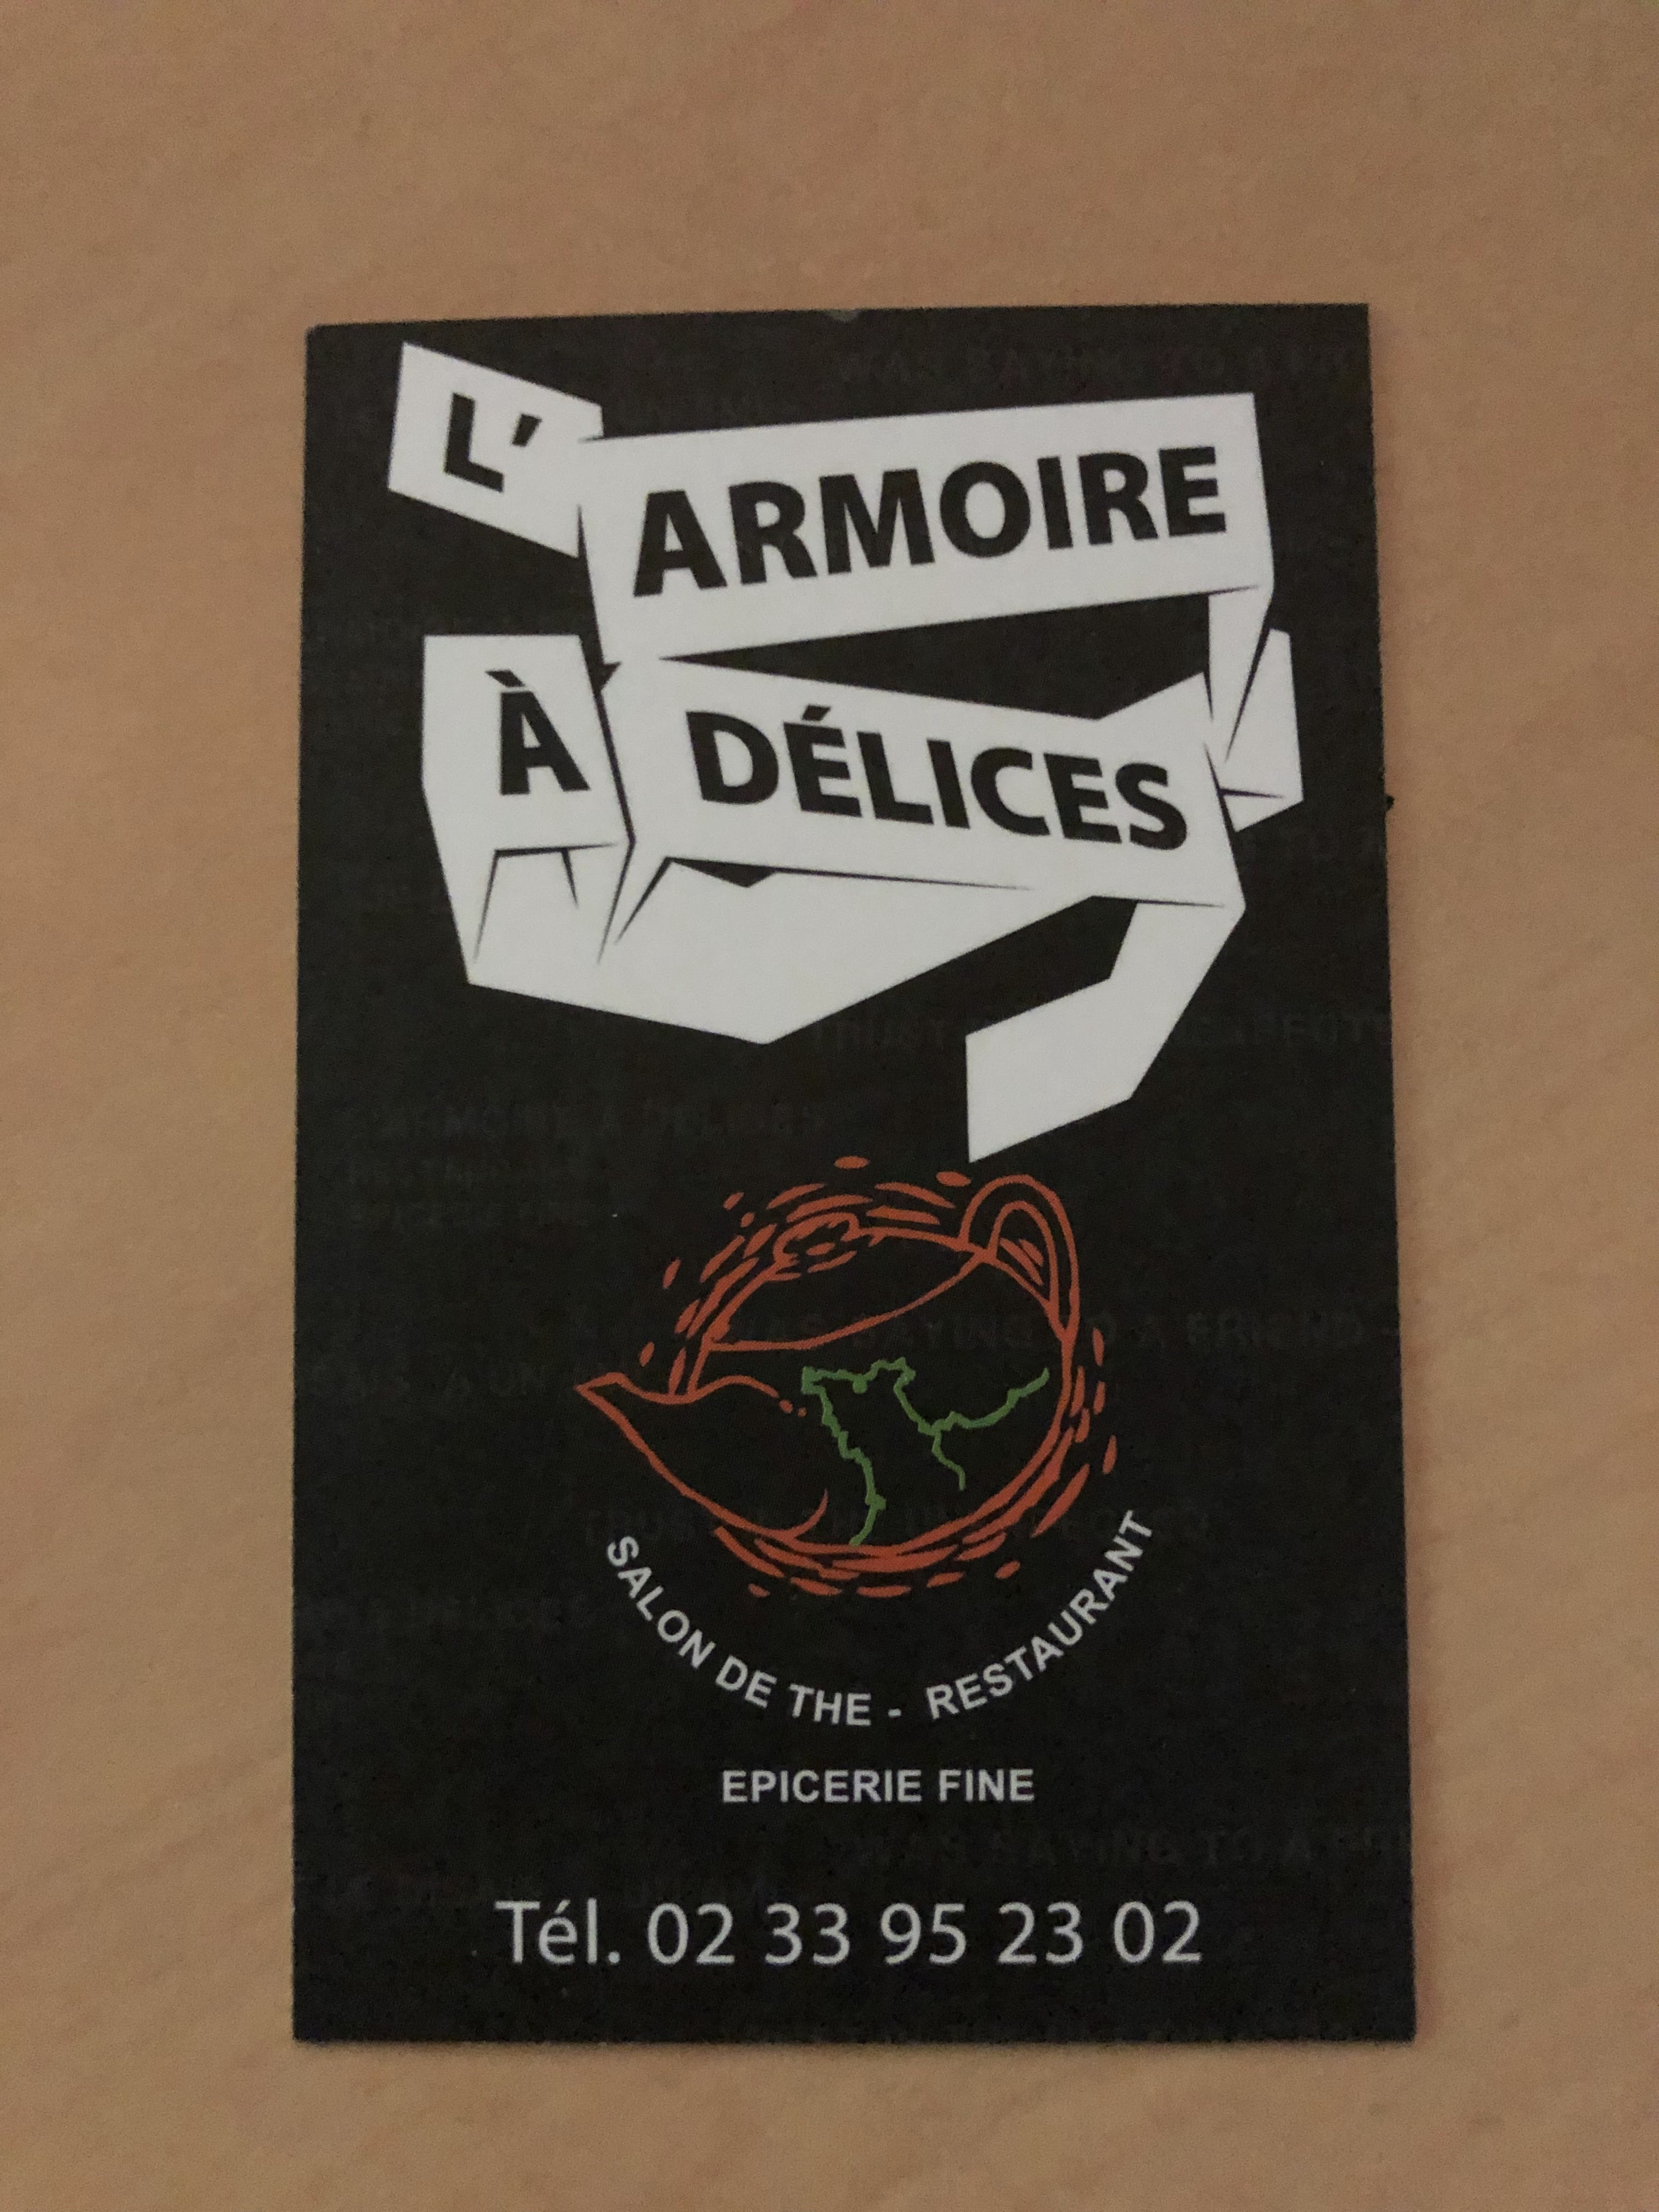 L'
ARMOIRE
À DÉLICES
SALON DE THE - RESTAURANT
EPICERIE FINE
Tél. 02 33 95 23 02